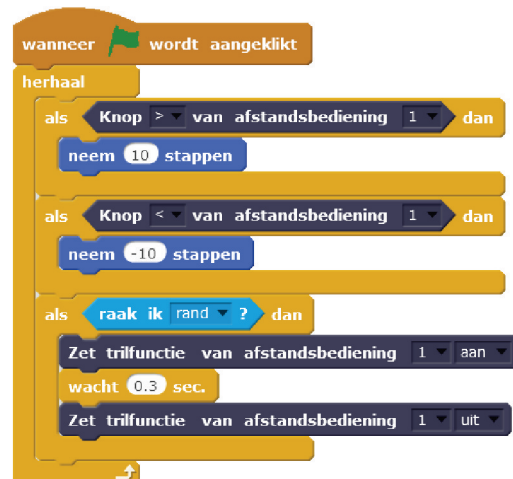 wanneer wordt aangeklikt
herhaal
als Knop > van afstandsbediening 1 dan
neem 10 stappen
als Knop < van afstandsbediening 1 dan
neem -10 stappen
als raak ik rand ? dan
Zet trilfunctie van afstandsbediening 1 aan
wacht 0.3 sec.
Zet trilfunctie van afstandsbediening 1 uit